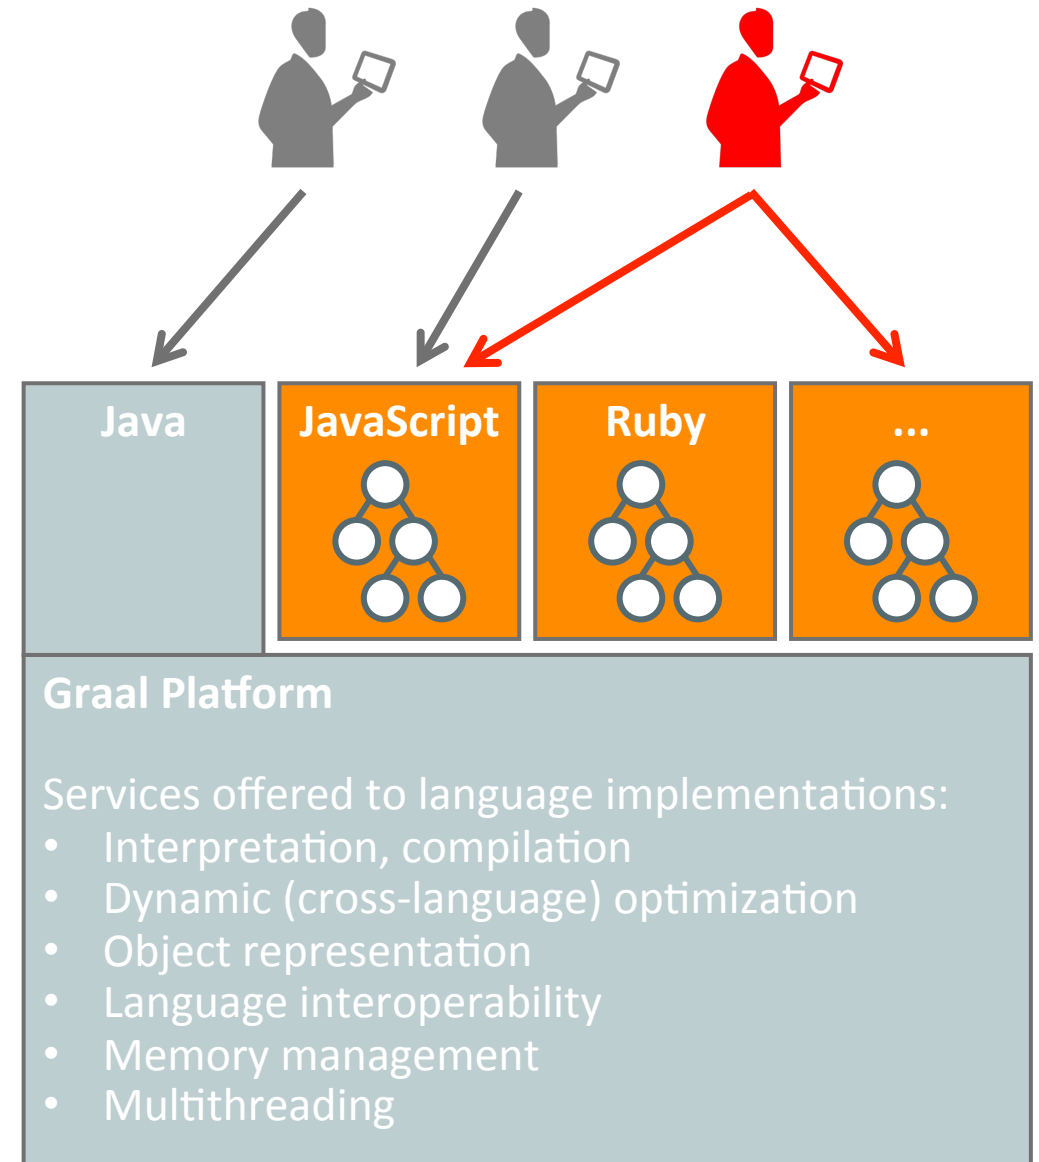 Java
JavaScript
Ruby
...
Graal Platform
Services offered to language implementations:
• Interpretation, compilation
• Dynamic (cross-language) optimization
• Object representation
• Language interoperability
• Memory management
• Multithreading